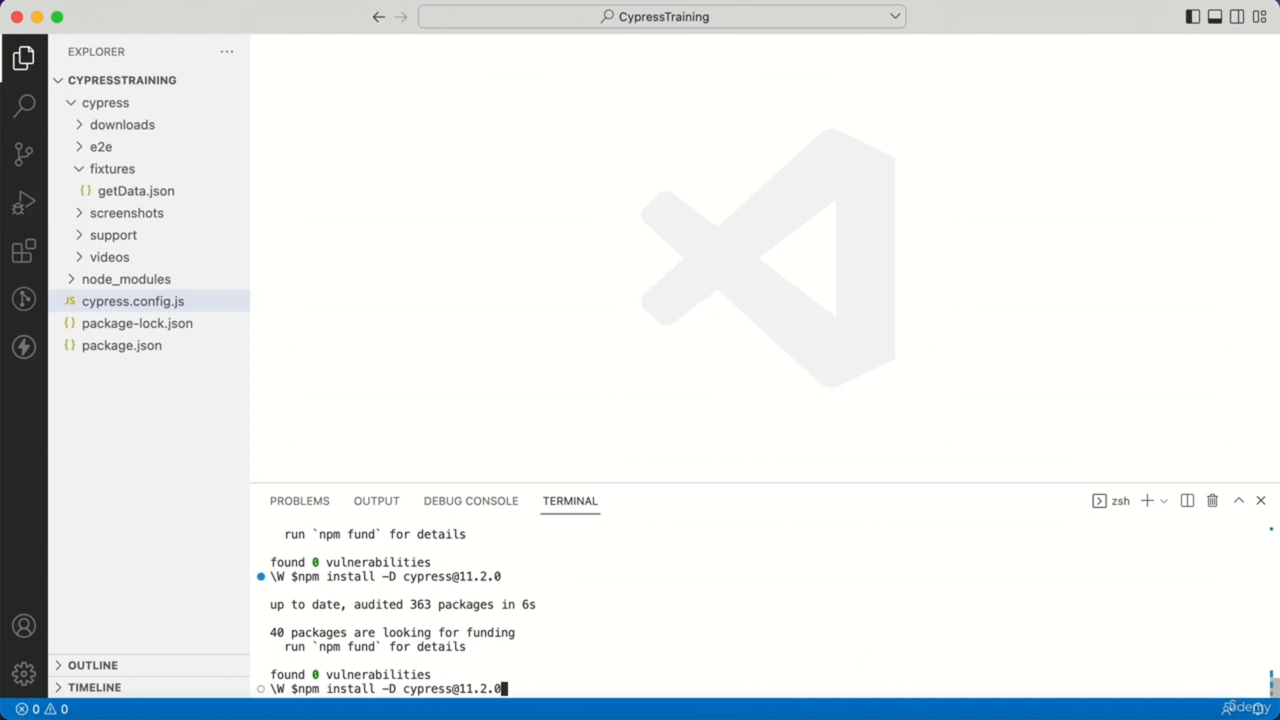 CypressTraining
EXPLORER
CYPRESSTRAINING
cypress
downloads
e2e
fixtures
{} getData.json
screenshots
support
videos
node_modules
JS cypress.config.js
{} package-lock.json
{} package.json
OUTLINE
TIMELINE
PROBLEMS OUTPUT DEBUG CONSOLE TERMINAL zsh
run `npm fund` for details
found 0 vulnerabilities
\W $npm install -D cypress@11.2.0
up to date, audited 363 packages in 6s
40 packages are looking for funding
run `npm fund` for details
found 0 vulnerabilities
\W $npm install -D cypress@11.2.0
0 0
ûdemy